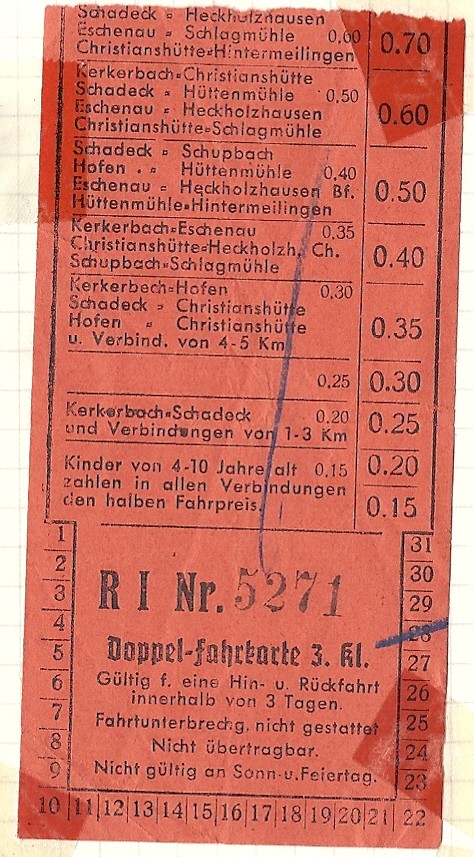 Schadeck = Heckholzhausen
Eschenau = Schlagmühle 0,60 0.70
Christianshütte=Hintermeilingen
Kerkerbach=Christianshütte
Schadeck = Hüttenmühle 0,50
Eschenau = Heckholzhausen 0.60
Christianshütte=Schlagmühle
Schadeck = Schupbach
Hofen = Hüttenmühle 0,40
Eschenau = Heckholzhausen Bf. 0.50
Hüttenmühle=Hintermeilingen
Kerkerbach=Eschenau 0,35
Christianshütte=Heckholzh. Ch. 0.40
Schupbach=Schlagmühle
Kerkerbech=Hofen 0,30
Schadeck = Christianshütte
Hofen = Christianshütte 0.35
u. Verbind. von 4-5 Km
0,25 0.30
Kerkerbach=Schadeck 0,20 0.25
und Verbindungen von 1-3 Km
Kinder von 4-10 Jahre alt 0,15 0.20
zahlen in allen Verbindungen
den halben Fahrpreis. 0.15
1 31
2 30
3 R I Nr. 5271 29
4 28
5 Doppel-Fahrkarte 3. Kl. 27
6 Gültig f. eine Hin- u. Rückfahrt 26
innerhalb von 3 Tagen.
7 Fahrtunterbrechg. nicht gestattet 25
8 Nicht übertragbar. 24
9 Nicht gültig an Sonn-u.Feiertag. 23
10 11 12 13 14 15 16 17 18 19 20 21 22